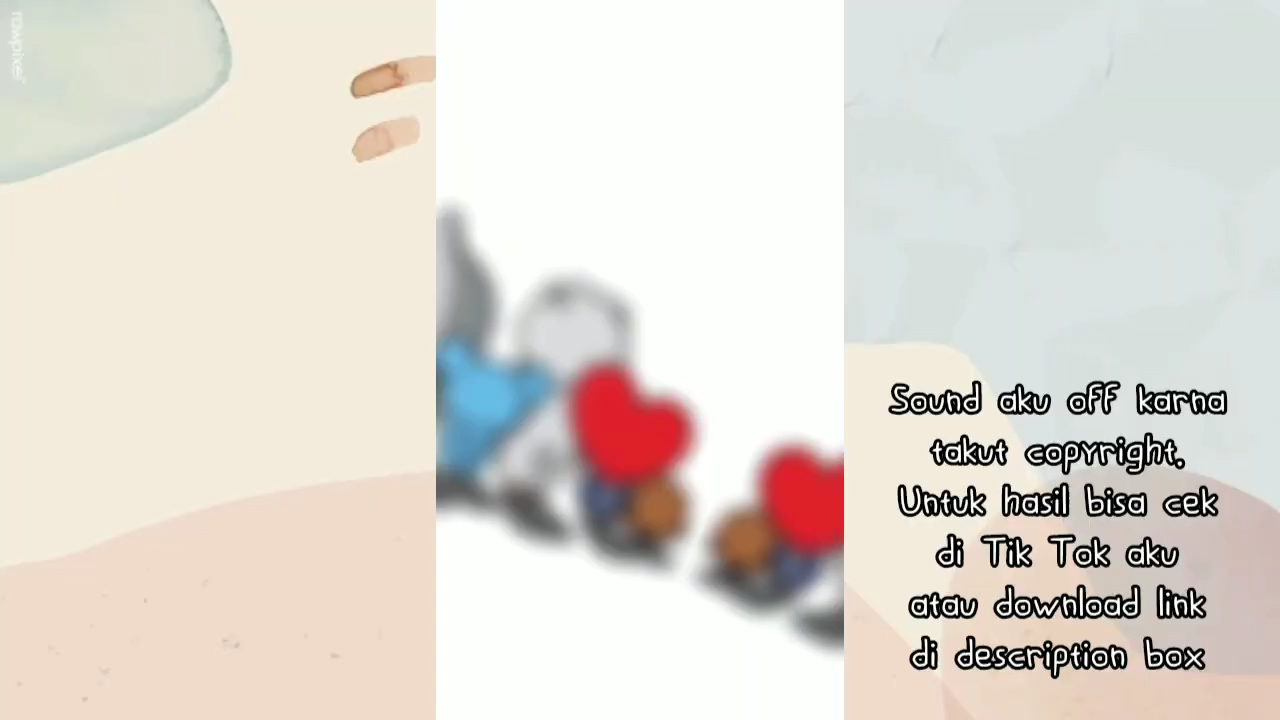 rawpixel
Sound aku off karna
takut copyright.
Untuk hasil bisa cek
di Tik Tok aku
atau download link
di description box